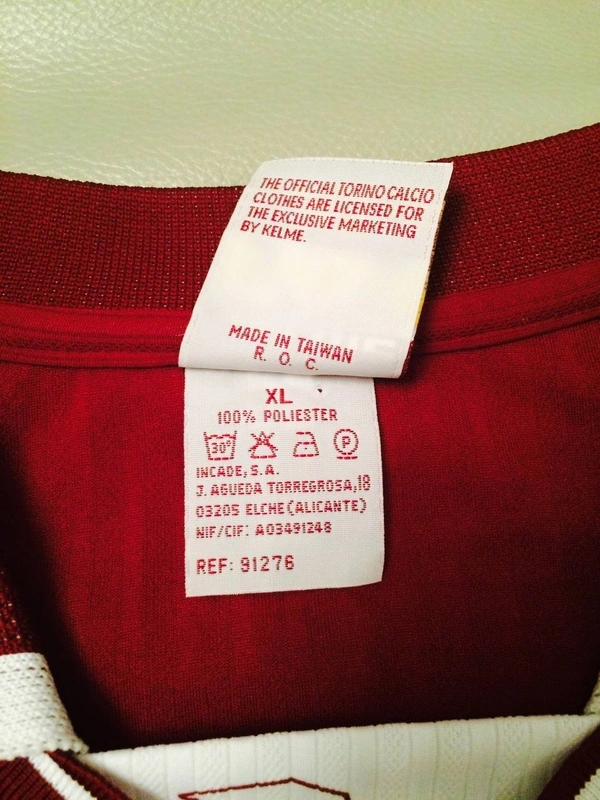 THE OFFICIAL TORINO CALCIO
CLOTHES ARE LICENSED FOR
THE EXCLUSIVE MARKETING
BY KELME.
MADE IN TAIWAN
R. O. C.
XL
100% POLIESTER
30°
P
INCADE, S.A.
J. AGUEDA TORREGROSA,18
03205 ELCHE (ALICANTE)
NIF/CIF: A03491248
REF: 91276